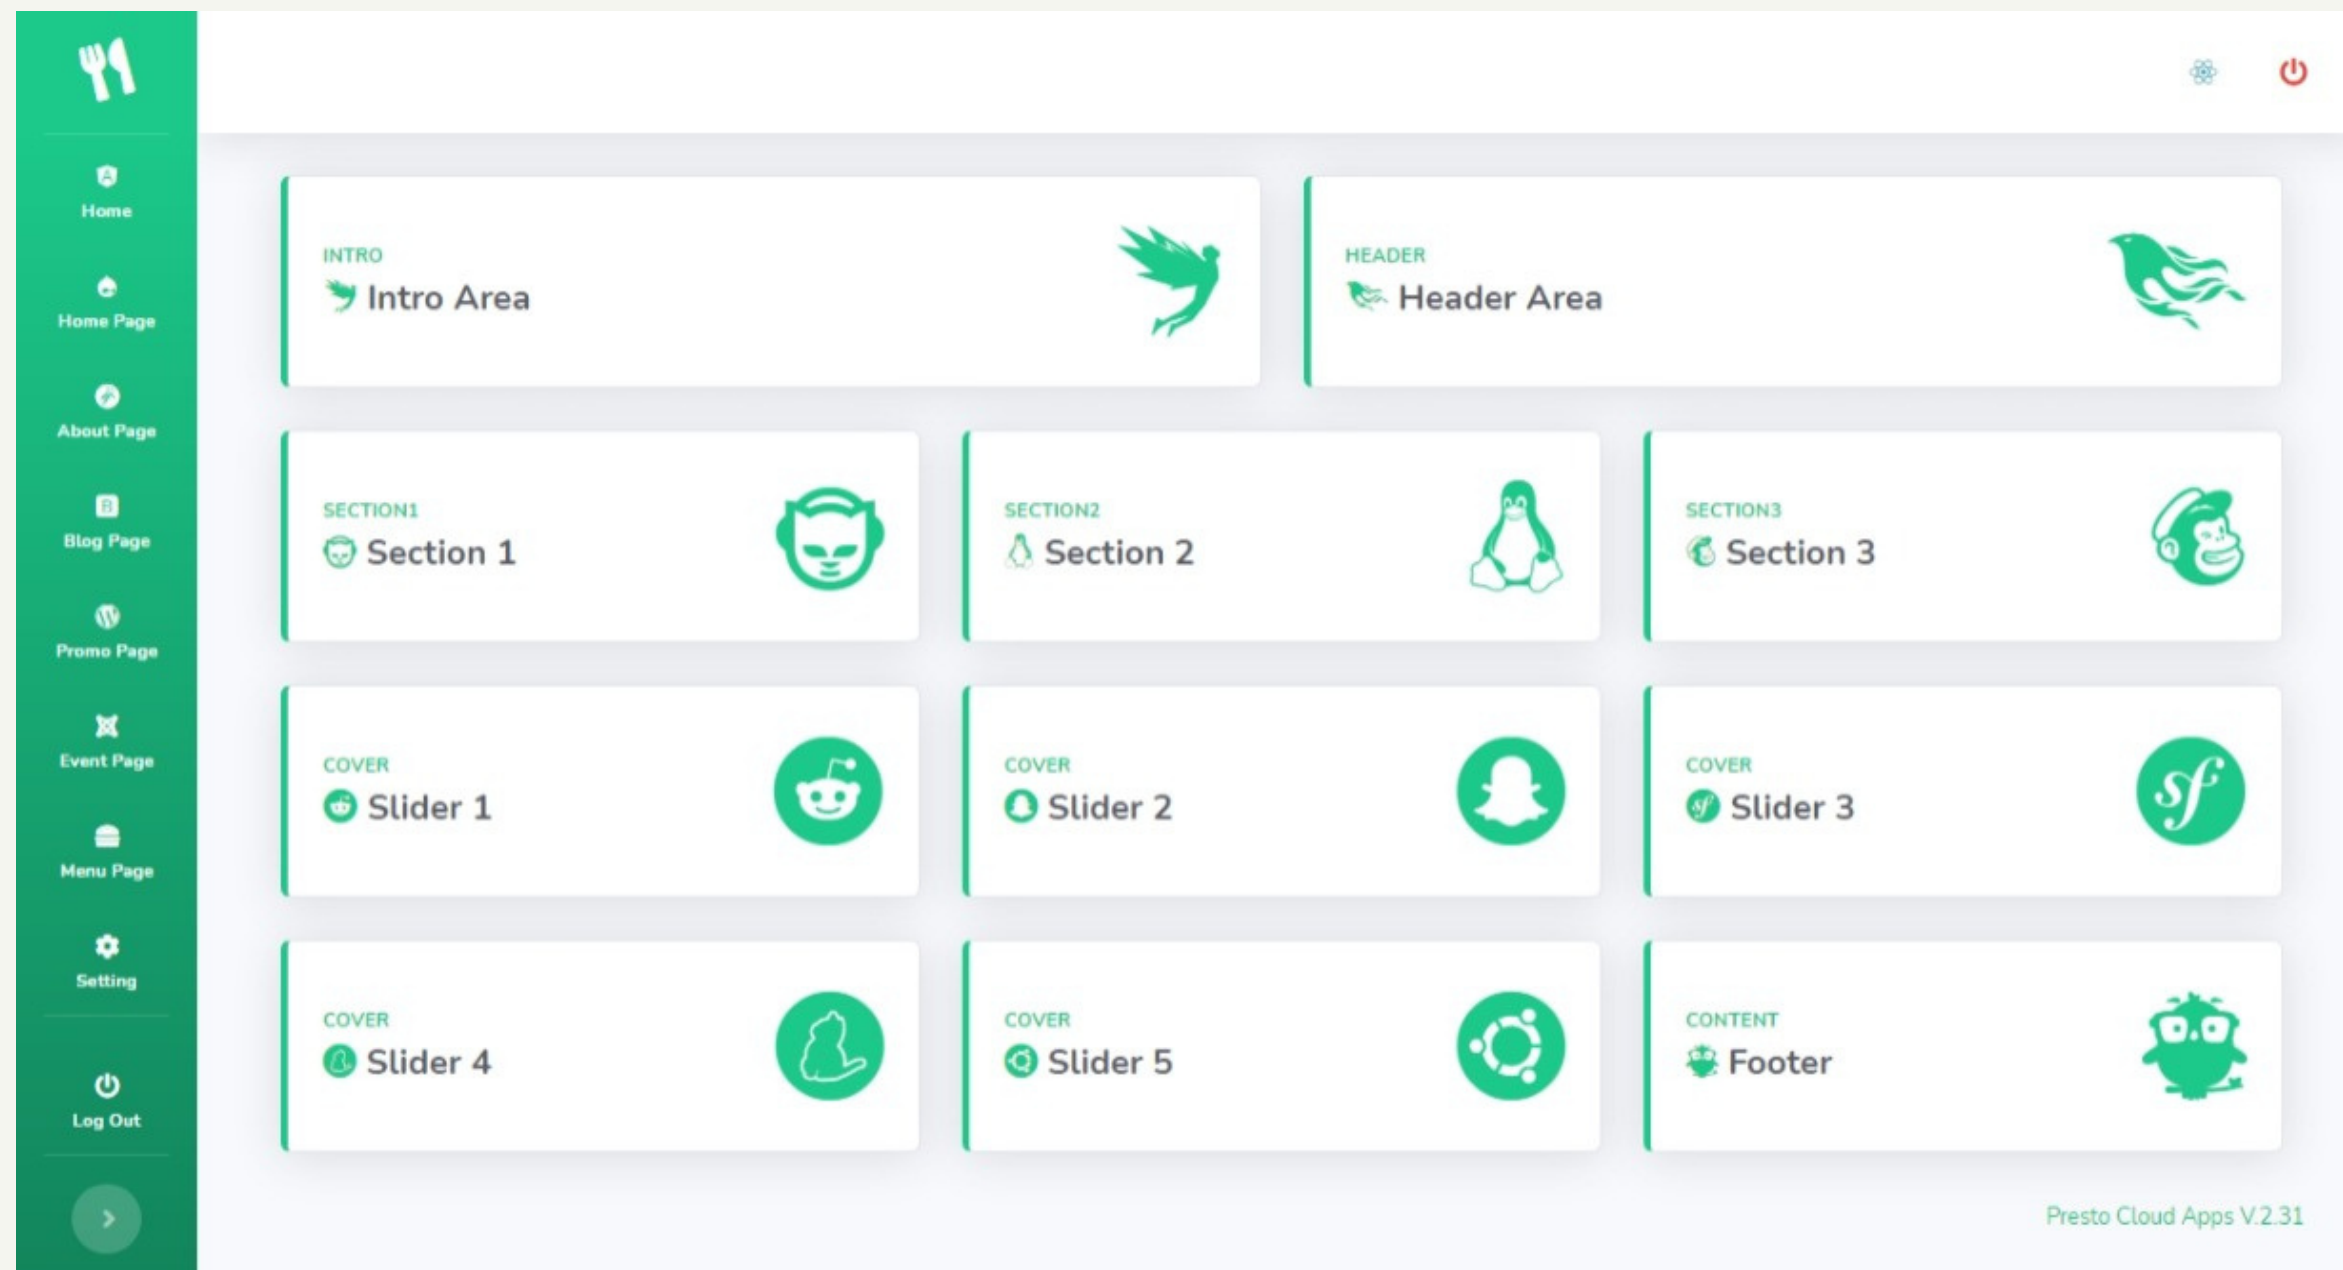 Home
Home Page
About Page
Blog Page
Promo Page
Event Page
Menu Page
Setting
Log Out
INTRO
Intro Area
HEADER
Header Area
SECTION1
Section 1
SECTION2
Section 2
SECTION3
Section 3
COVER
Slider 1
COVER
Slider 2
COVER
Slider 3
COVER
Slider 4
COVER
Slider 5
CONTENT
Footer
Presto Cloud Apps V.2.31